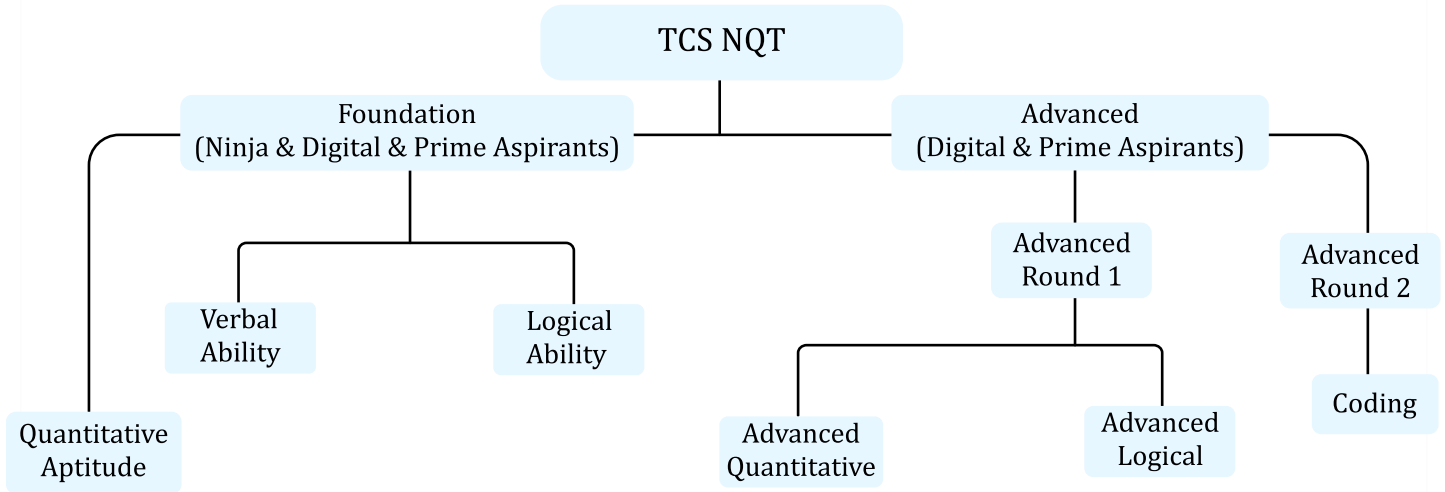 TCS NQT
Foundation
(Ninja & Digital & Prime Aspirants)
Advanced
(Digital & Prime Aspirants)
Advanced
Round 1
Advanced
Round 2
Verbal
Ability
Logical
Ability
Quantitative
Aptitude
Advanced
Quantitative
Advanced
Logical
Coding